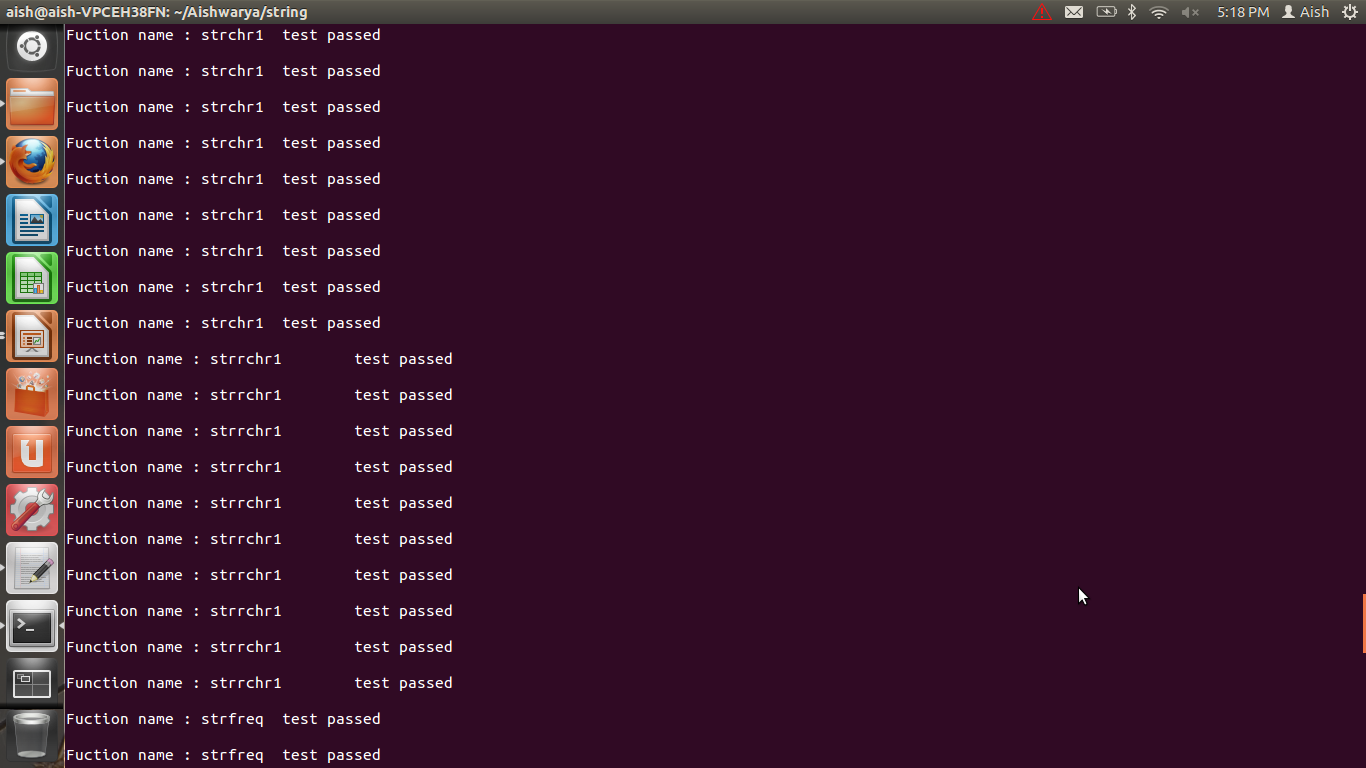 aish@aish-VPCEH38FN: ~/Aishwarya/string 5:18 PM Aish
Fuction name : strchr1  test passed
Fuction name : strchr1  test passed
Fuction name : strchr1  test passed
Fuction name : strchr1  test passed
Fuction name : strchr1  test passed
Fuction name : strchr1  test passed
Fuction name : strchr1  test passed
Fuction name : strchr1  test passed
Fuction name : strchr1  test passed
Function name : strrchr1        test passed
Function name : strrchr1        test passed
Function name : strrchr1        test passed
Function name : strrchr1        test passed
Function name : strrchr1        test passed
Function name : strrchr1        test passed
Function name : strrchr1        test passed
Function name : strrchr1        test passed
Function name : strrchr1        test passed
Function name : strrchr1        test passed
Fuction name : strfreq  test passed
Fuction name : strfreq  test passed